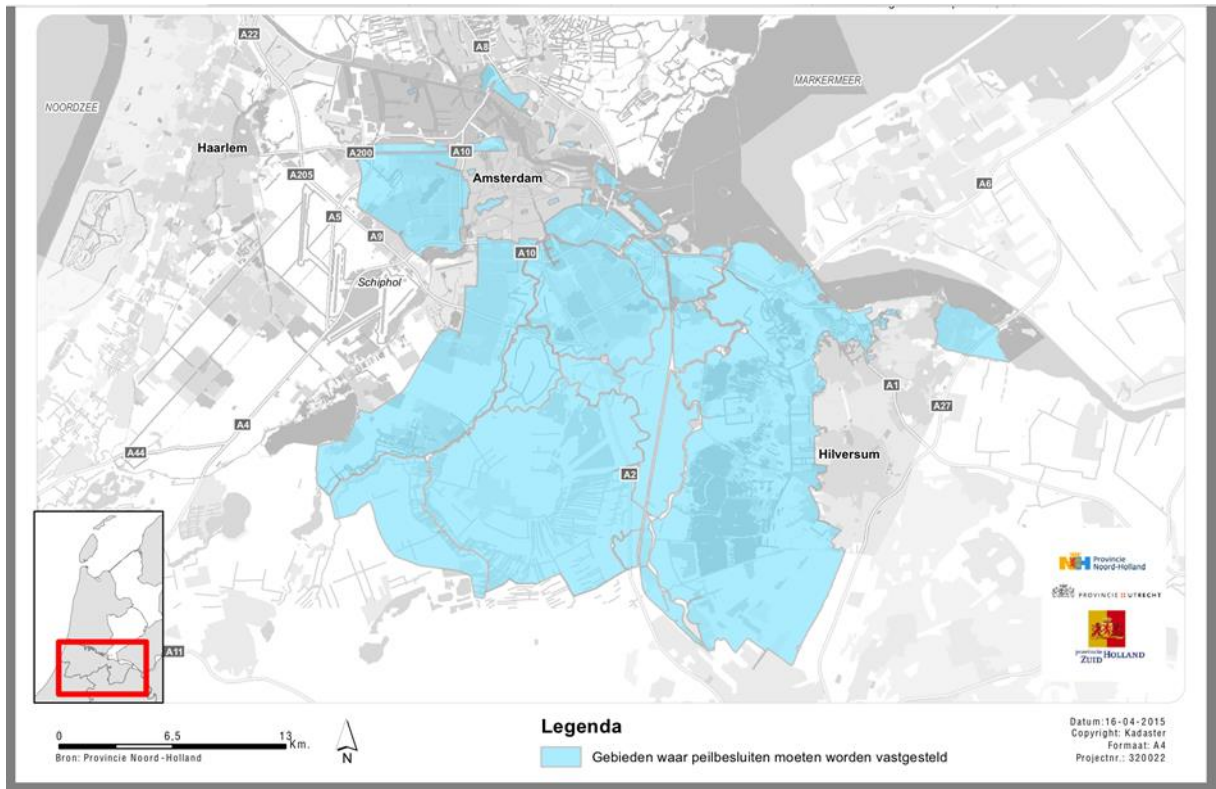 A22
A8
NOORDZEE
MARKERMEER
Haarlem
A200
A10
Amsterdam
A205
A6
A5
A9
A10
Schiphol
A1
A27
A4
A44
Hilversum
A2
A11
Provincie
Noord-Holland
PROVINCIE UTRECHT
provincie
ZUID HOLLAND
0 6,5 13 Km.
Bron: Provincie Noord-Holland
N
Legenda
Gebieden waar peilbesluiten moeten worden vastgesteld
Datum:16-04-2015
Copyright: Kadaster
Formaat: A4
Projectnr.: 320022